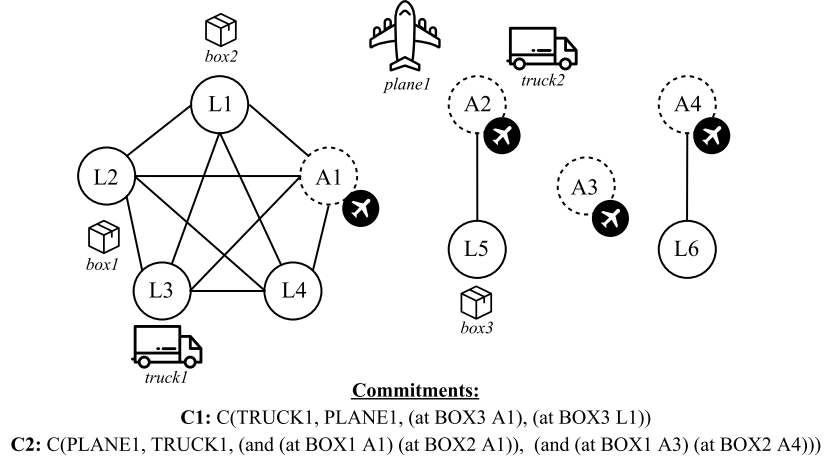 box2
plane1
truck2
L1
A2
A4
L2
A1
A3
box1
L5
L6
L3
L4
box3
truck1
Commitments:
C1: C(TRUCK1, PLANE1, (at BOX3 A1), (at BOX3 L1))
C2: C(PLANE1, TRUCK1, (and (at BOX1 A1) (at BOX2 A1)), (and (at BOX1 A3) (at BOX2 A4)))